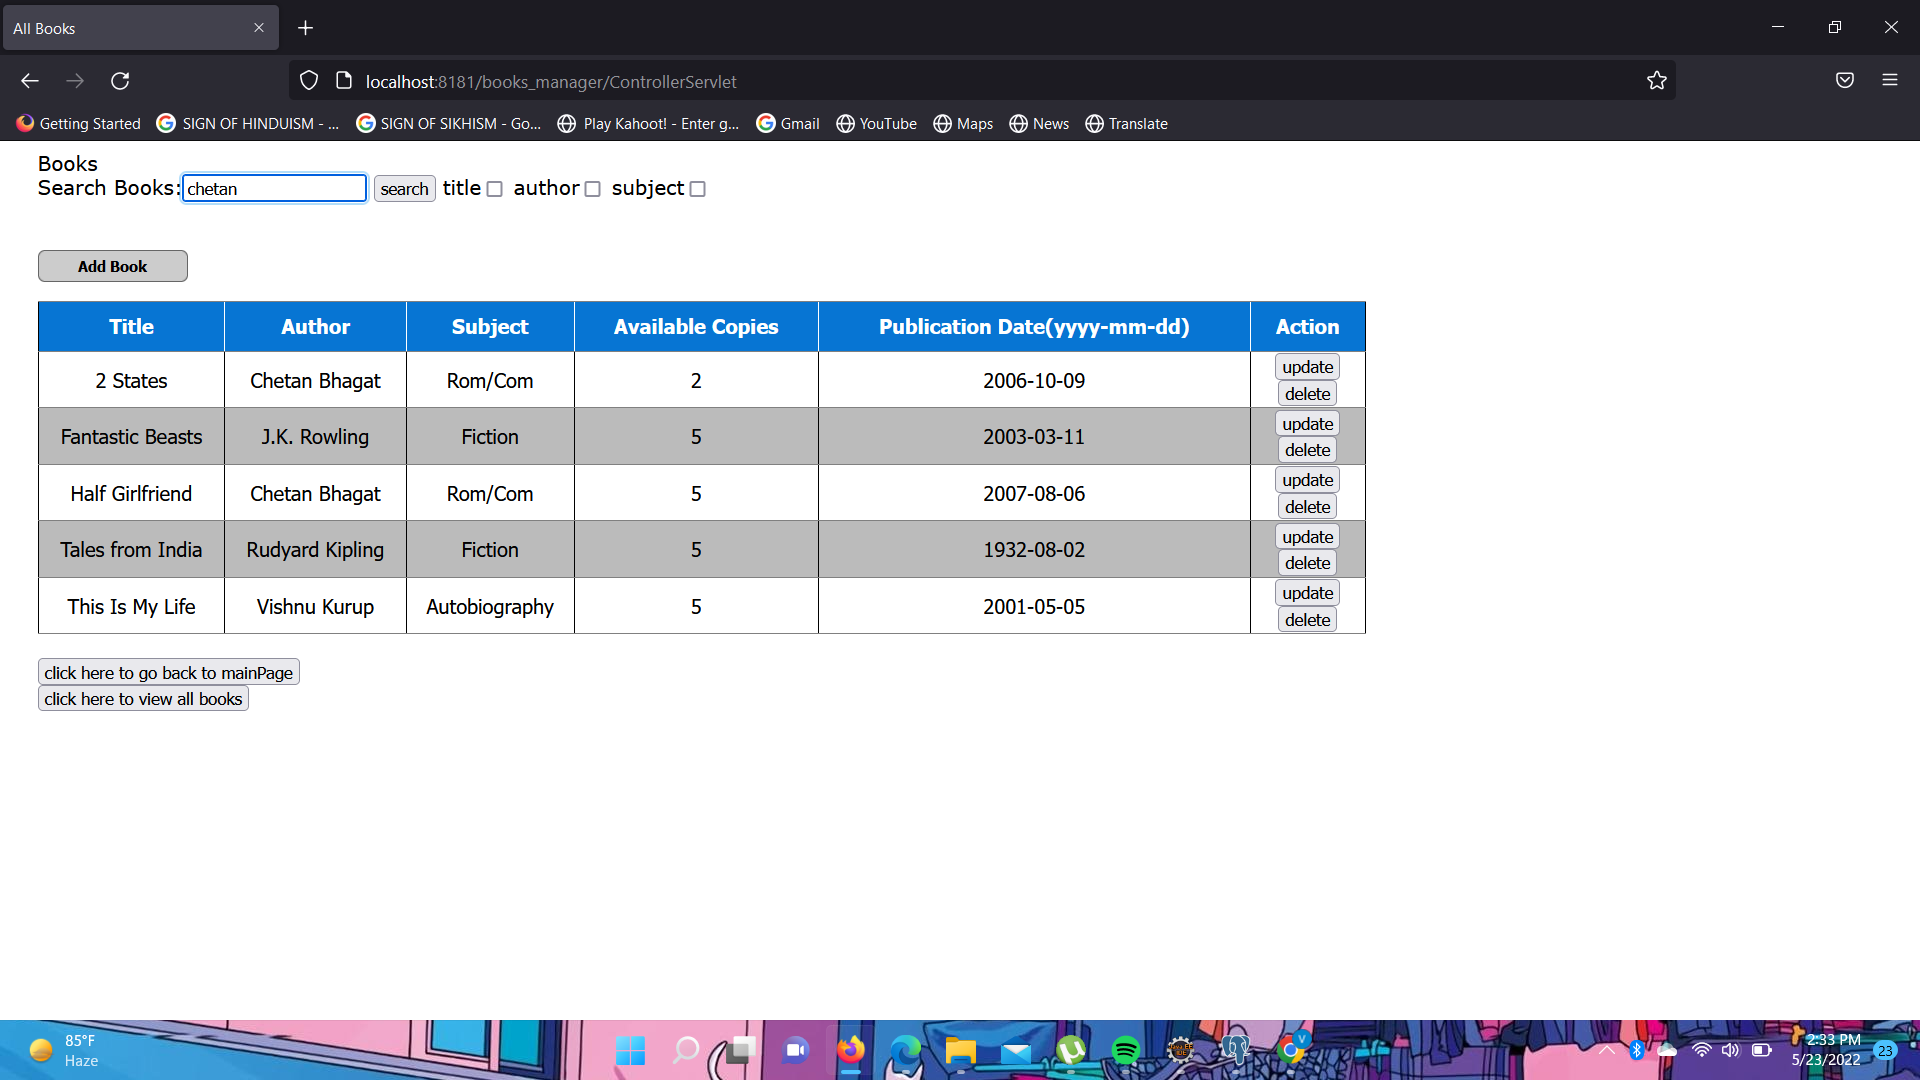 All Books
localhost:8181/books_manager/ControllerServlet
Getting Started SIGN OF HINDUISM - ... SIGN OF SIKHISM - Go... Play Kahoot! - Enter g... Gmail YouTube Maps News Translate
Books
Search Books: chetan search title author subject
Add Book
Title Author Subject Available Copies Publication Date(yyyy-mm-dd) Action
2 States Chetan Bhagat Rom/Com 2 2006-10-09 update
delete
Fantastic Beasts J.K. Rowling Fiction 5 2003-03-11 update
delete
Half Girlfriend Chetan Bhagat Rom/Com 5 2007-08-06 update
delete
Tales from India Rudyard Kipling Fiction 5 1932-08-02 update
delete
This Is My Life Vishnu Kurup Autobiography 5 2001-05-05 update
delete
click here to go back to mainPage
click here to view all books
85°F
Haze
V
2:33 PM
5/23/2022
23